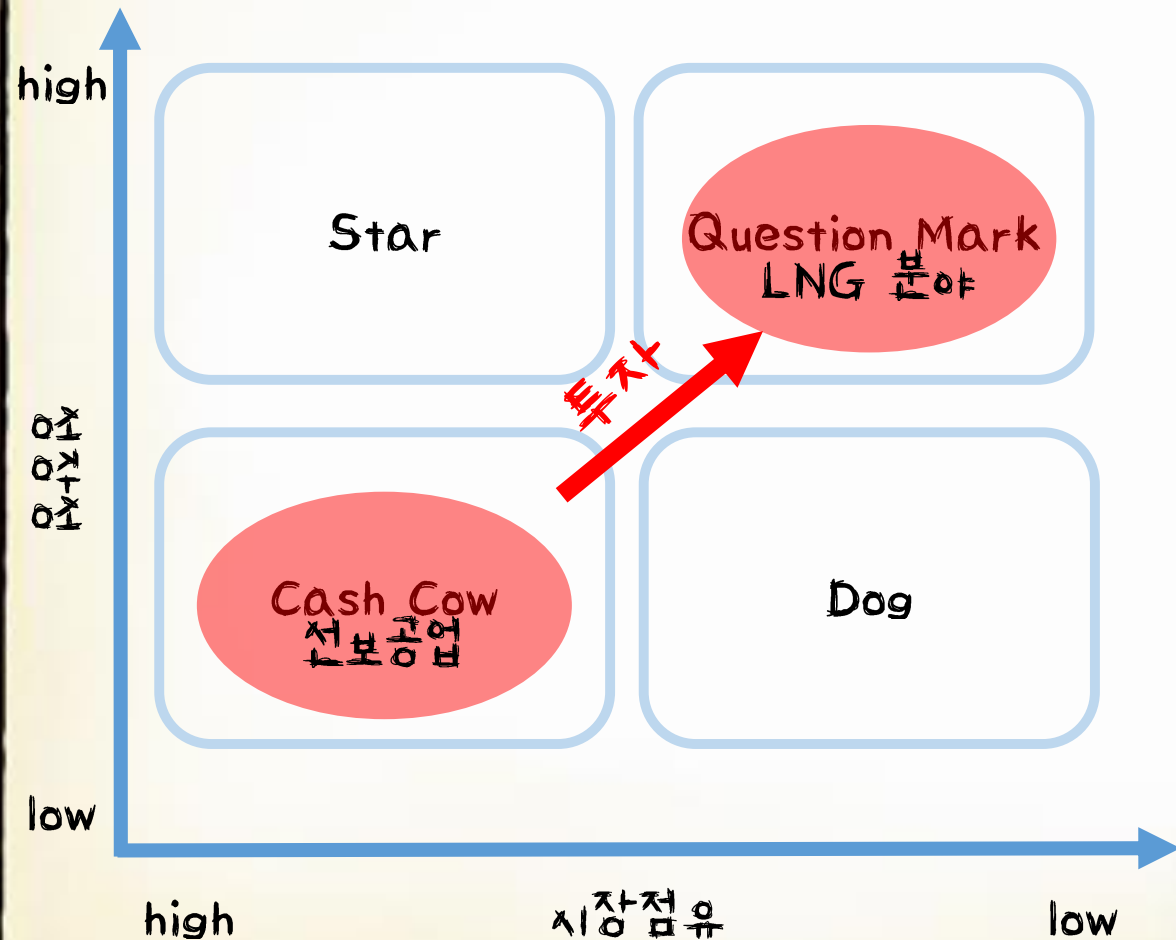 high
Star
Question Mark
LNG 분야
투자
성장성
Cash Cow
선보공업
Dog
low
high 시장점유 low